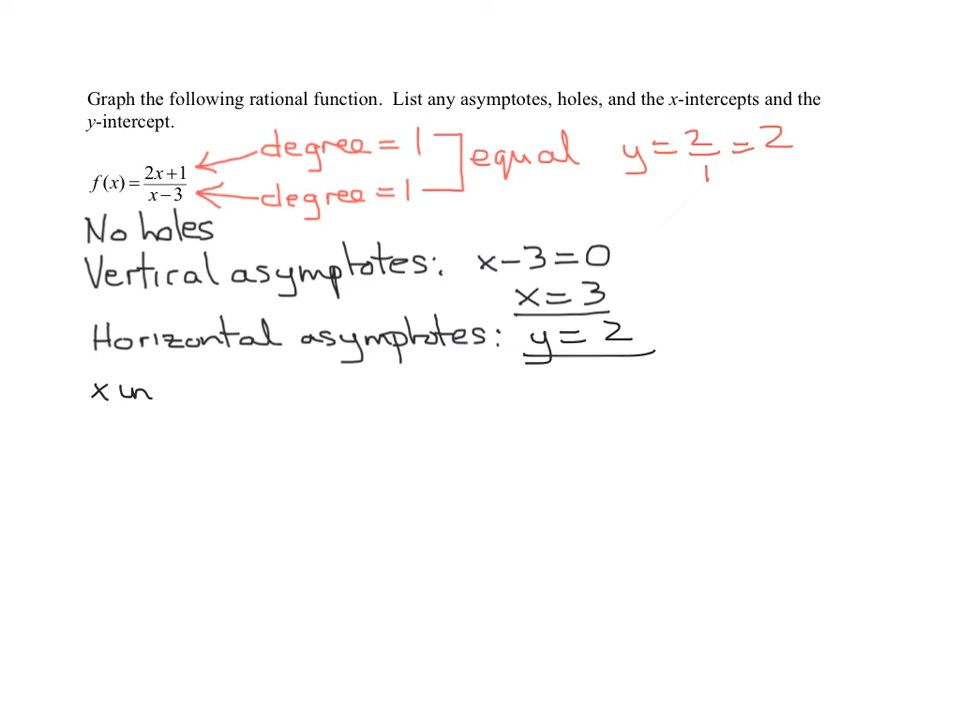 Graph the following rational function. List any asymptotes, holes, and the x-intercepts and the
y-intercept.
degree = 1
equal y = 2/1 = 2
f(x) = (2x+1)/(x−3)
degree = 1
No holes
Vertical asymptotes: x − 3 = 0
x = 3
Horizontal asymptotes: y = 2
x in